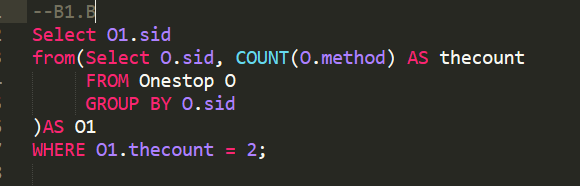 --B1.B
Select O1.sid
from(Select O.sid, COUNT(O.method) AS thecount
FROM Onestop O
GROUP BY O.sid
)AS O1
WHERE O1.thecount = 2;